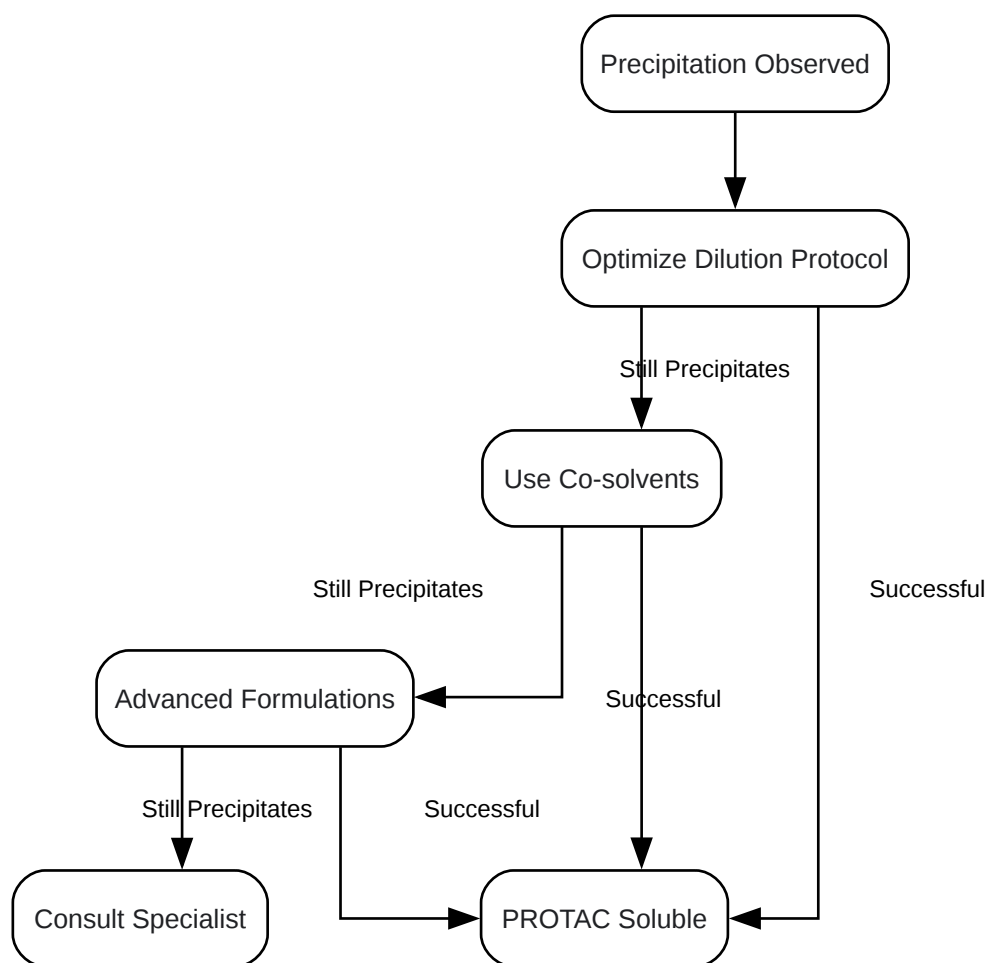 Precipitation Observed
Optimize Dilution Protocol
Still Precipitates
Use Co-solvents
Still Precipitates
Successful
Advanced Formulations
Successful
Still Precipitates
Successful
Consult Specialist
PROTAC Soluble